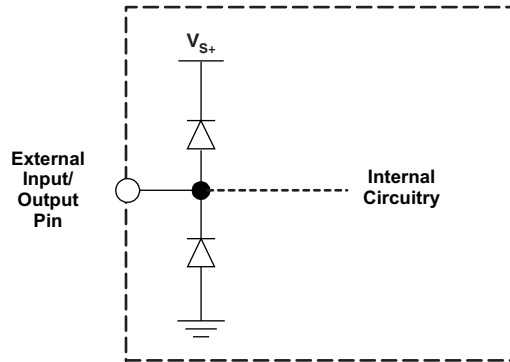 V S+
External
Input/
Output
Pin
Internal
Circuitry